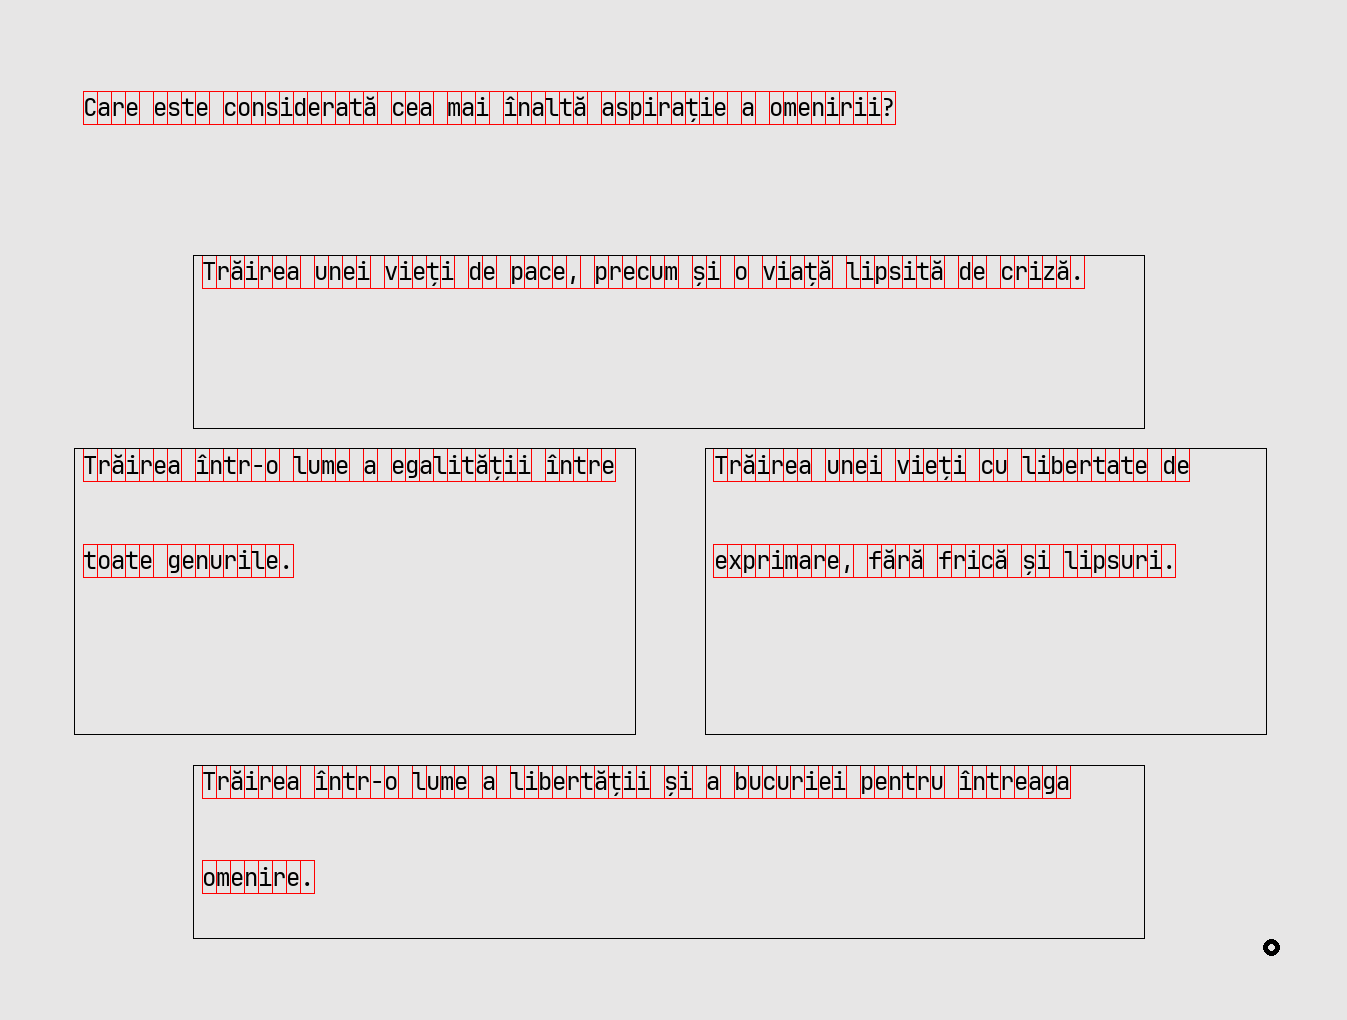 Care este considerată cea mai înaltă aspirație a omenirii?
Trăirea unei vieți de pace, precum și o viață lipsită de criză.
Trăirea într-o lume a egalității între
toate genurile.
Trăirea unei vieți cu libertate de
exprimare, fără frică și lipsuri.
Trăirea într-o lume a libertății și a bucuriei pentru întreaga
omenire.